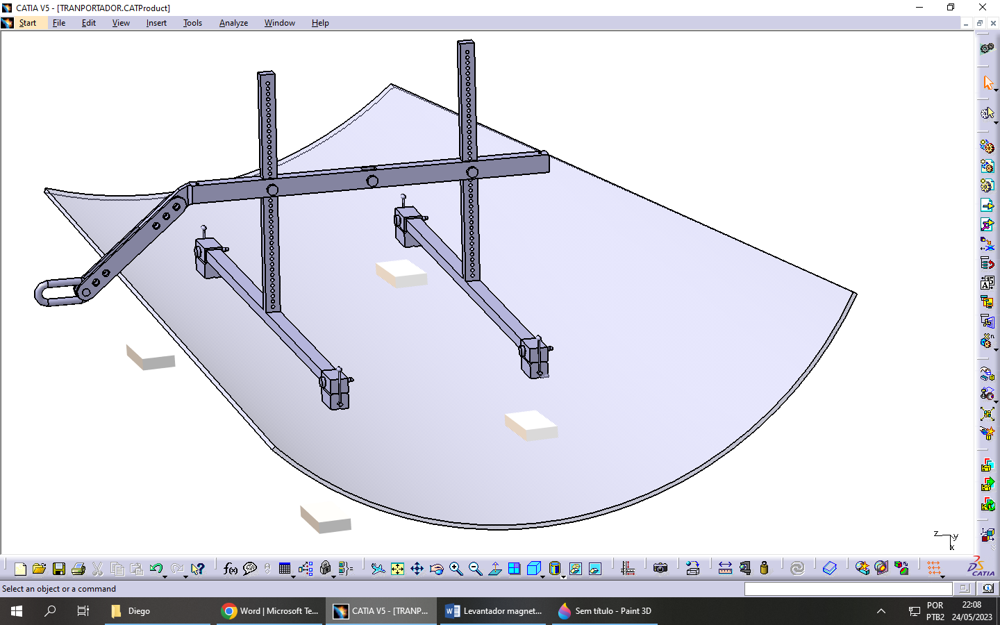 CATIA V5 - [TRANPORTADOR.CATProduct]
Start File Edit View Insert Tools Analyze Window Help
z y
x
f(x)
CATIA
Select an object or a command
Diego
Word | Microsoft Te...
CATIA V5 - [TRANP...
Levantador magnet...
Sem título - Paint 3D
POR
PTB2
22:08
24/05/2023